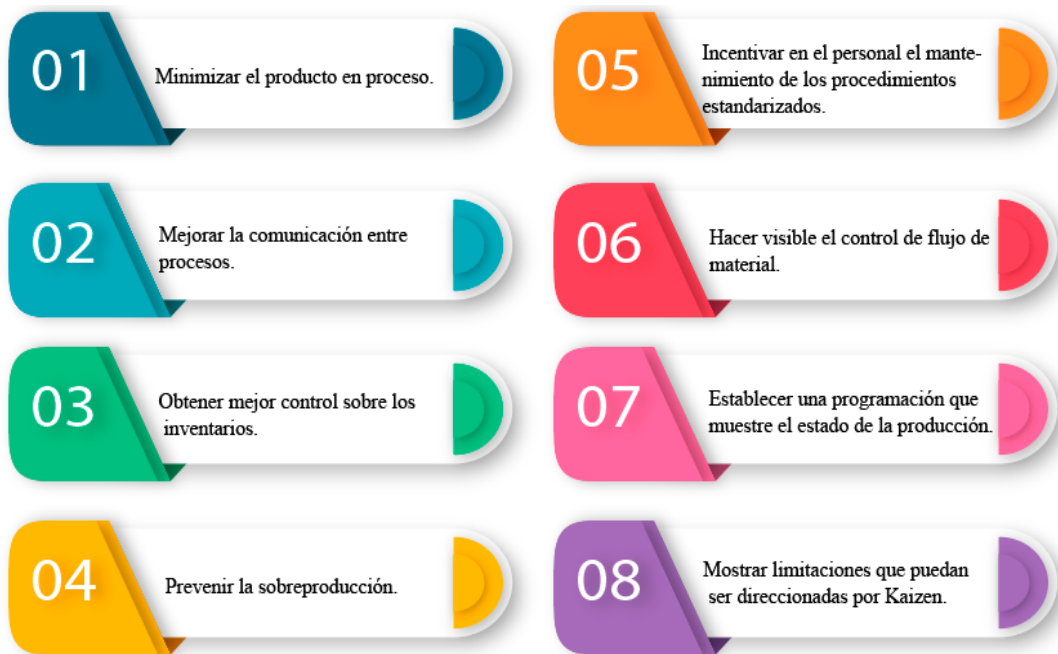 01
Minimizar el producto en proceso.
02
Mejorar la comunicación entre
procesos.
03
Obtener mejor control sobre los
inventarios.
04
Prevenir la sobreproducción.
05
Incentivar en el personal el mante-
nimiento de los procedimientos
estandarizados.
06
Hacer visible el control de flujo de
material.
07
Establecer una programación que
muestre el estado de la producción.
08
Mostrar limitaciones que puedan
ser direccionadas por Kaizen.